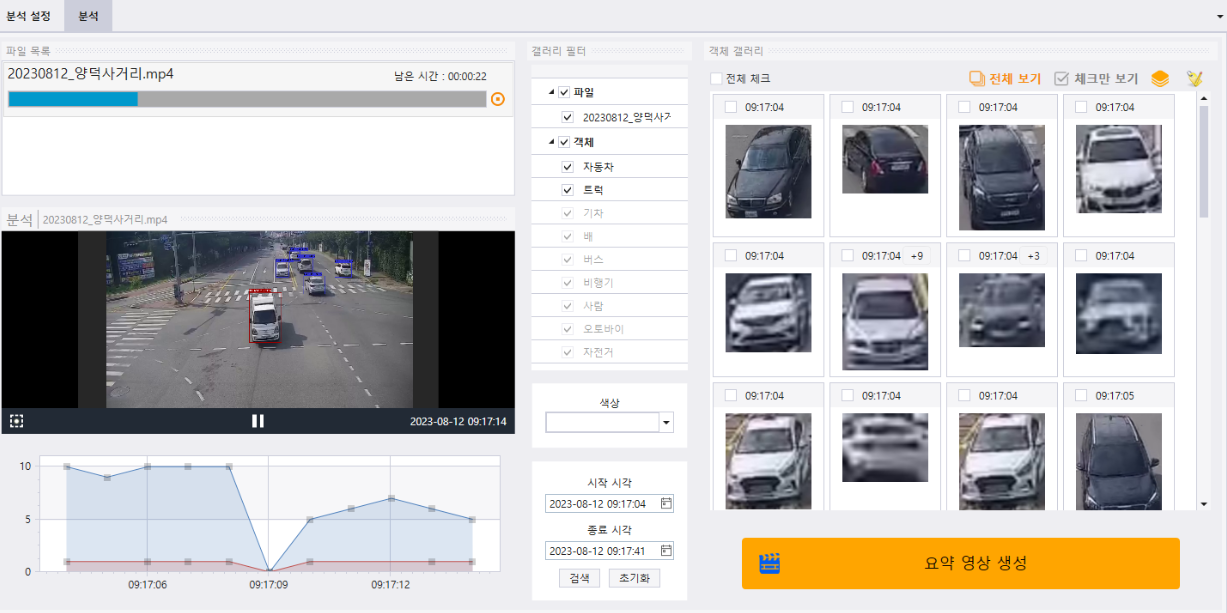 분석 설정
분석
파일 목록
20230812_양덕사거리.mp4
남은 시간 : 00:00:22
분석 20230812_양덕사거리.mp4
2023-08-12 09:17:14
10
5
0
09:17:06
09:17:09
09:17:12
갤러리 필터
파일
20230812_양덕사거
객체
자동차
트럭
기차
배
버스
비행기
사람
오토바이
자전거
색상
시작 시각
2023-08-12 09:17:04
종료 시각
2023-08-12 09:17:41
검색
초기화
객체 갤러리
전체 체크
전체 보기
체크만 보기
09:17:04
09:17:04
09:17:04
09:17:04
09:17:04
09:17:04 +9
09:17:04 +3
09:17:04
09:17:04
09:17:04
09:17:04
09:17:05
요약 영상 생성